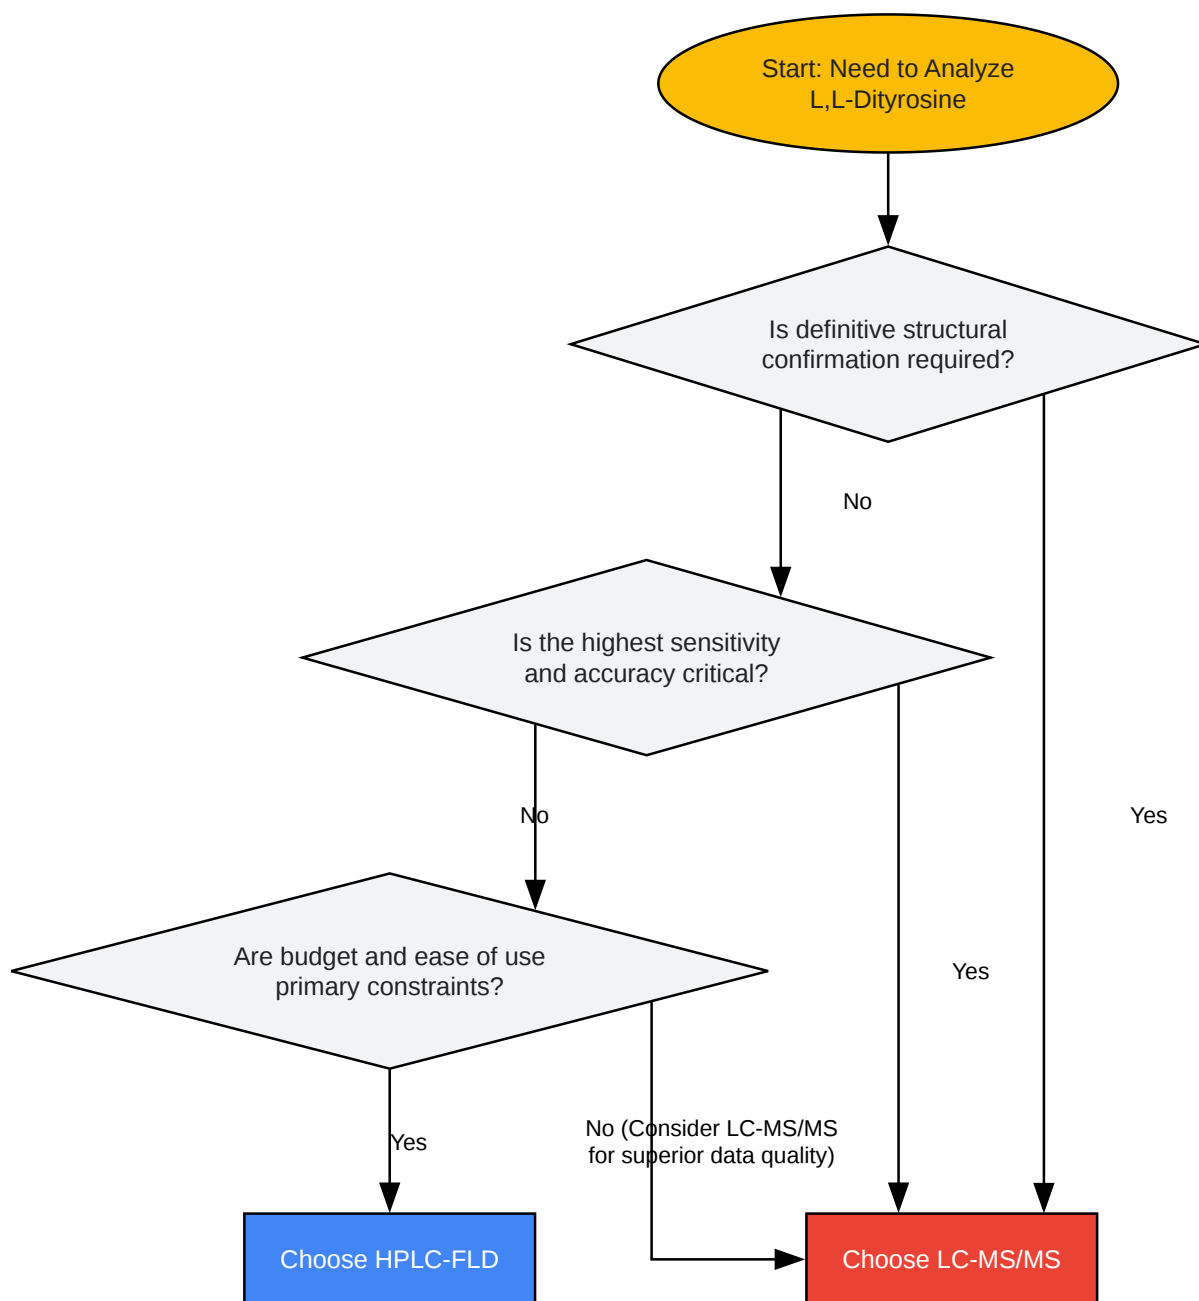 Start: Need to Analyze
L,L-Dityrosine
Is definitive structural
confirmation required?
No
Is the highest sensitivity
and accuracy critical?
No
Yes
Are budget and ease of use
primary constraints?
Yes
Yes
No (Consider LC-MS/MS
for superior data quality)
Choose HPLC-FLD
Choose LC-MS/MS